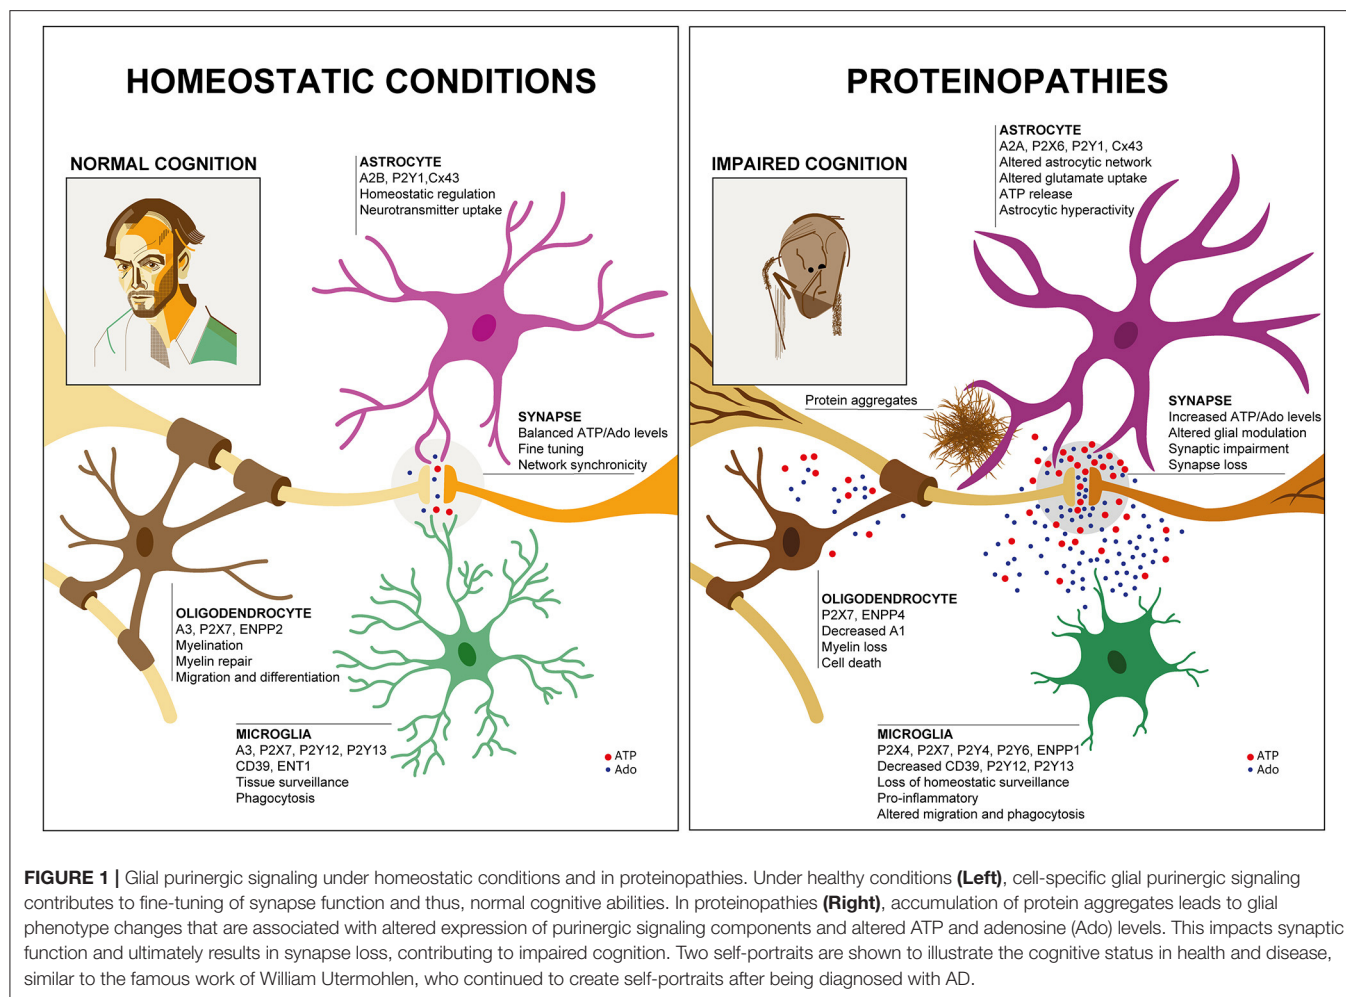 HOMEOSTATIC CONDITIONS
NORMAL COGNITION
ASTROCYTE
A2B, P2Y1,Cx43
Homeostatic regulation
Neurotransmitter uptake
SYNAPSE
Balanced ATP/Ado levels
Fine tuning
Network synchronicity
OLIGODENDROCYTE
A3, P2X7, ENPP2
Myelination
Myelin repair
Migration and differentiation
MICROGLIA
A3, P2X7, P2Y12, P2Y13
CD39, ENT1
Tissue surveillance
Phagocytosis
ATP
Ado
PROTEINOPATHIES
IMPAIRED COGNITION
ASTROCYTE
A2A, P2X6, P2Y1, Cx43
Altered astrocytic network
Altered glutamate uptake
ATP release
Astrocytic hyperactivity
Protein aggregates
SYNAPSE
Increased ATP/Ado levels
Altered glial modulation
Synaptic impairment
Synapse loss
OLIGODENDROCYTE
P2X7, ENPP4
Decreased A1
Myelin loss
Cell death
MICROGLIA
P2X4, P2X7, P2Y4, P2Y6, ENPP1
Decreased CD39, P2Y12, P2Y13
Loss of homeostatic surveillance
Pro-inflammatory
Altered migration and phagocytosis
ATP
Ado
FIGURE 1 | Glial purinergic signaling under homeostatic conditions and in proteinopathies. Under healthy conditions (Left), cell-specific glial purinergic signaling
contributes to fine-tuning of synapse function and thus, normal cognitive abilities. In proteinopathies (Right), accumulation of protein aggregates leads to glial
phenotype changes that are associated with altered expression of purinergic signaling components and altered ATP and adenosine (Ado) levels. This impacts synaptic
function and ultimately results in synapse loss, contributing to impaired cognition. Two self-portraits are shown to illustrate the cognitive status in health and disease,
similar to the famous work of William Utermohlen, who continued to create self-portraits after being diagnosed with AD.